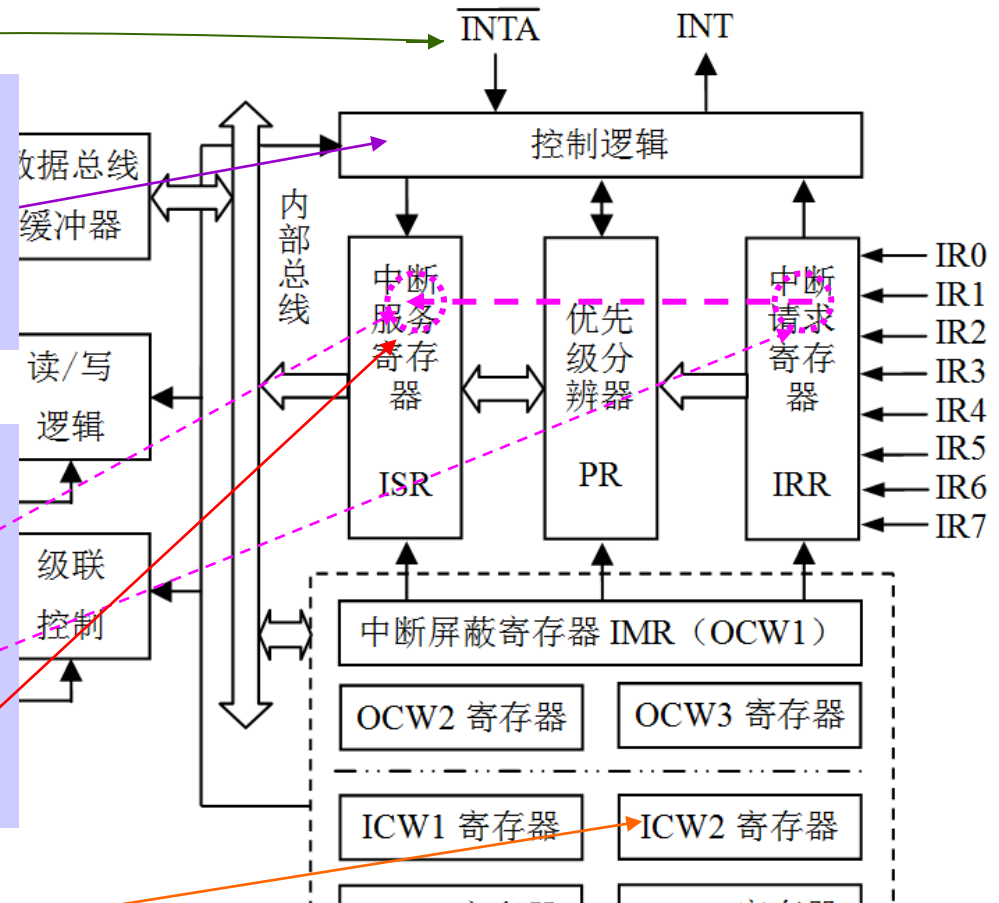 INTA
INT
控制逻辑
数据总线
缓冲器
内
部
总
线
中断
服务
寄存
器
ISR
优先
级分
辨器
PR
中断
请求
寄存
器
IRR
IR0
IR1
IR2
IR3
IR4
IR5
IR6
IR7
读/写
逻辑
级联
控制
中断屏蔽寄存器 IMR（OCW1）
OCW2 寄存器
OCW3 寄存器
ICW1 寄存器
ICW2 寄存器